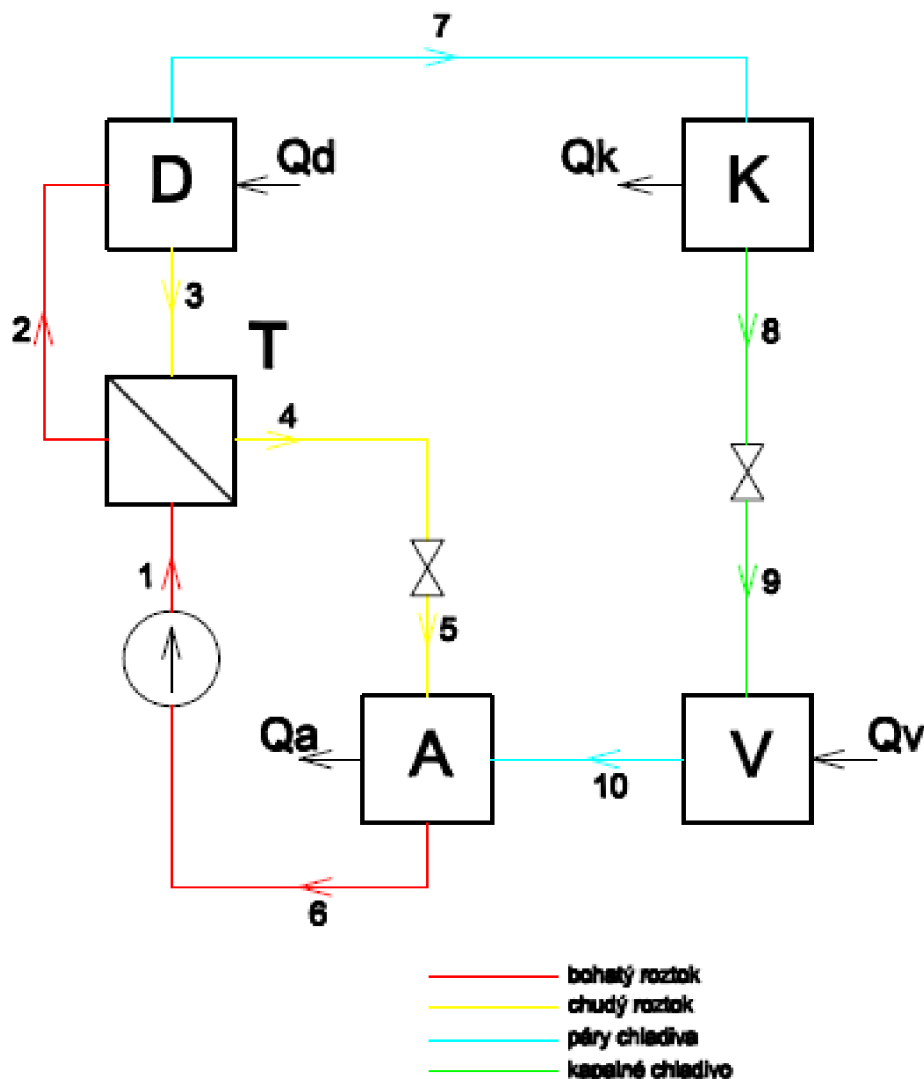 7
D
Qd
Qk
K
3
2
T
8
4
1
9
5
Qa
A
10
V
Qv
6
bohatý roztok
chudý roztok
páry chladiva
kapalné chladivo